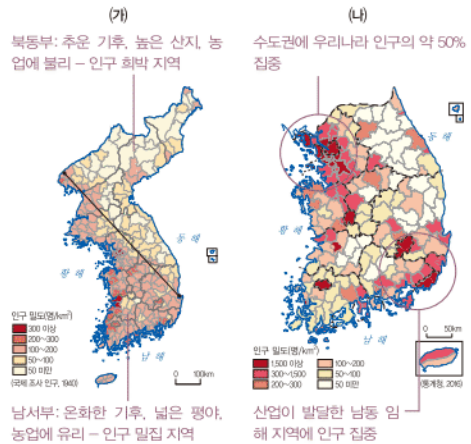 (가)
북동부: 추운 기후, 높은 산지, 농
업에 불리 – 인구 희박 지역
동해
황해
남해
인구 밀도(명/km²)
300 이상
200~300
100~200
50~100
50 미만
(국제 조사 인구, 1940)
0 100km
남서부: 온화한 기후, 넓은 평야,
농업에 유리 – 인구 밀집 지역
(나)
수도권에 우리나라 인구의 약 50%
집중
동해
황해
남해
인구 밀도(명/km²)
1,500 이상
300~1,500
200~300
100~200
50~100
50 미만
0 50km
(통계청, 2016)
산업이 발달한 남동 임
해 지역에 인구 집중